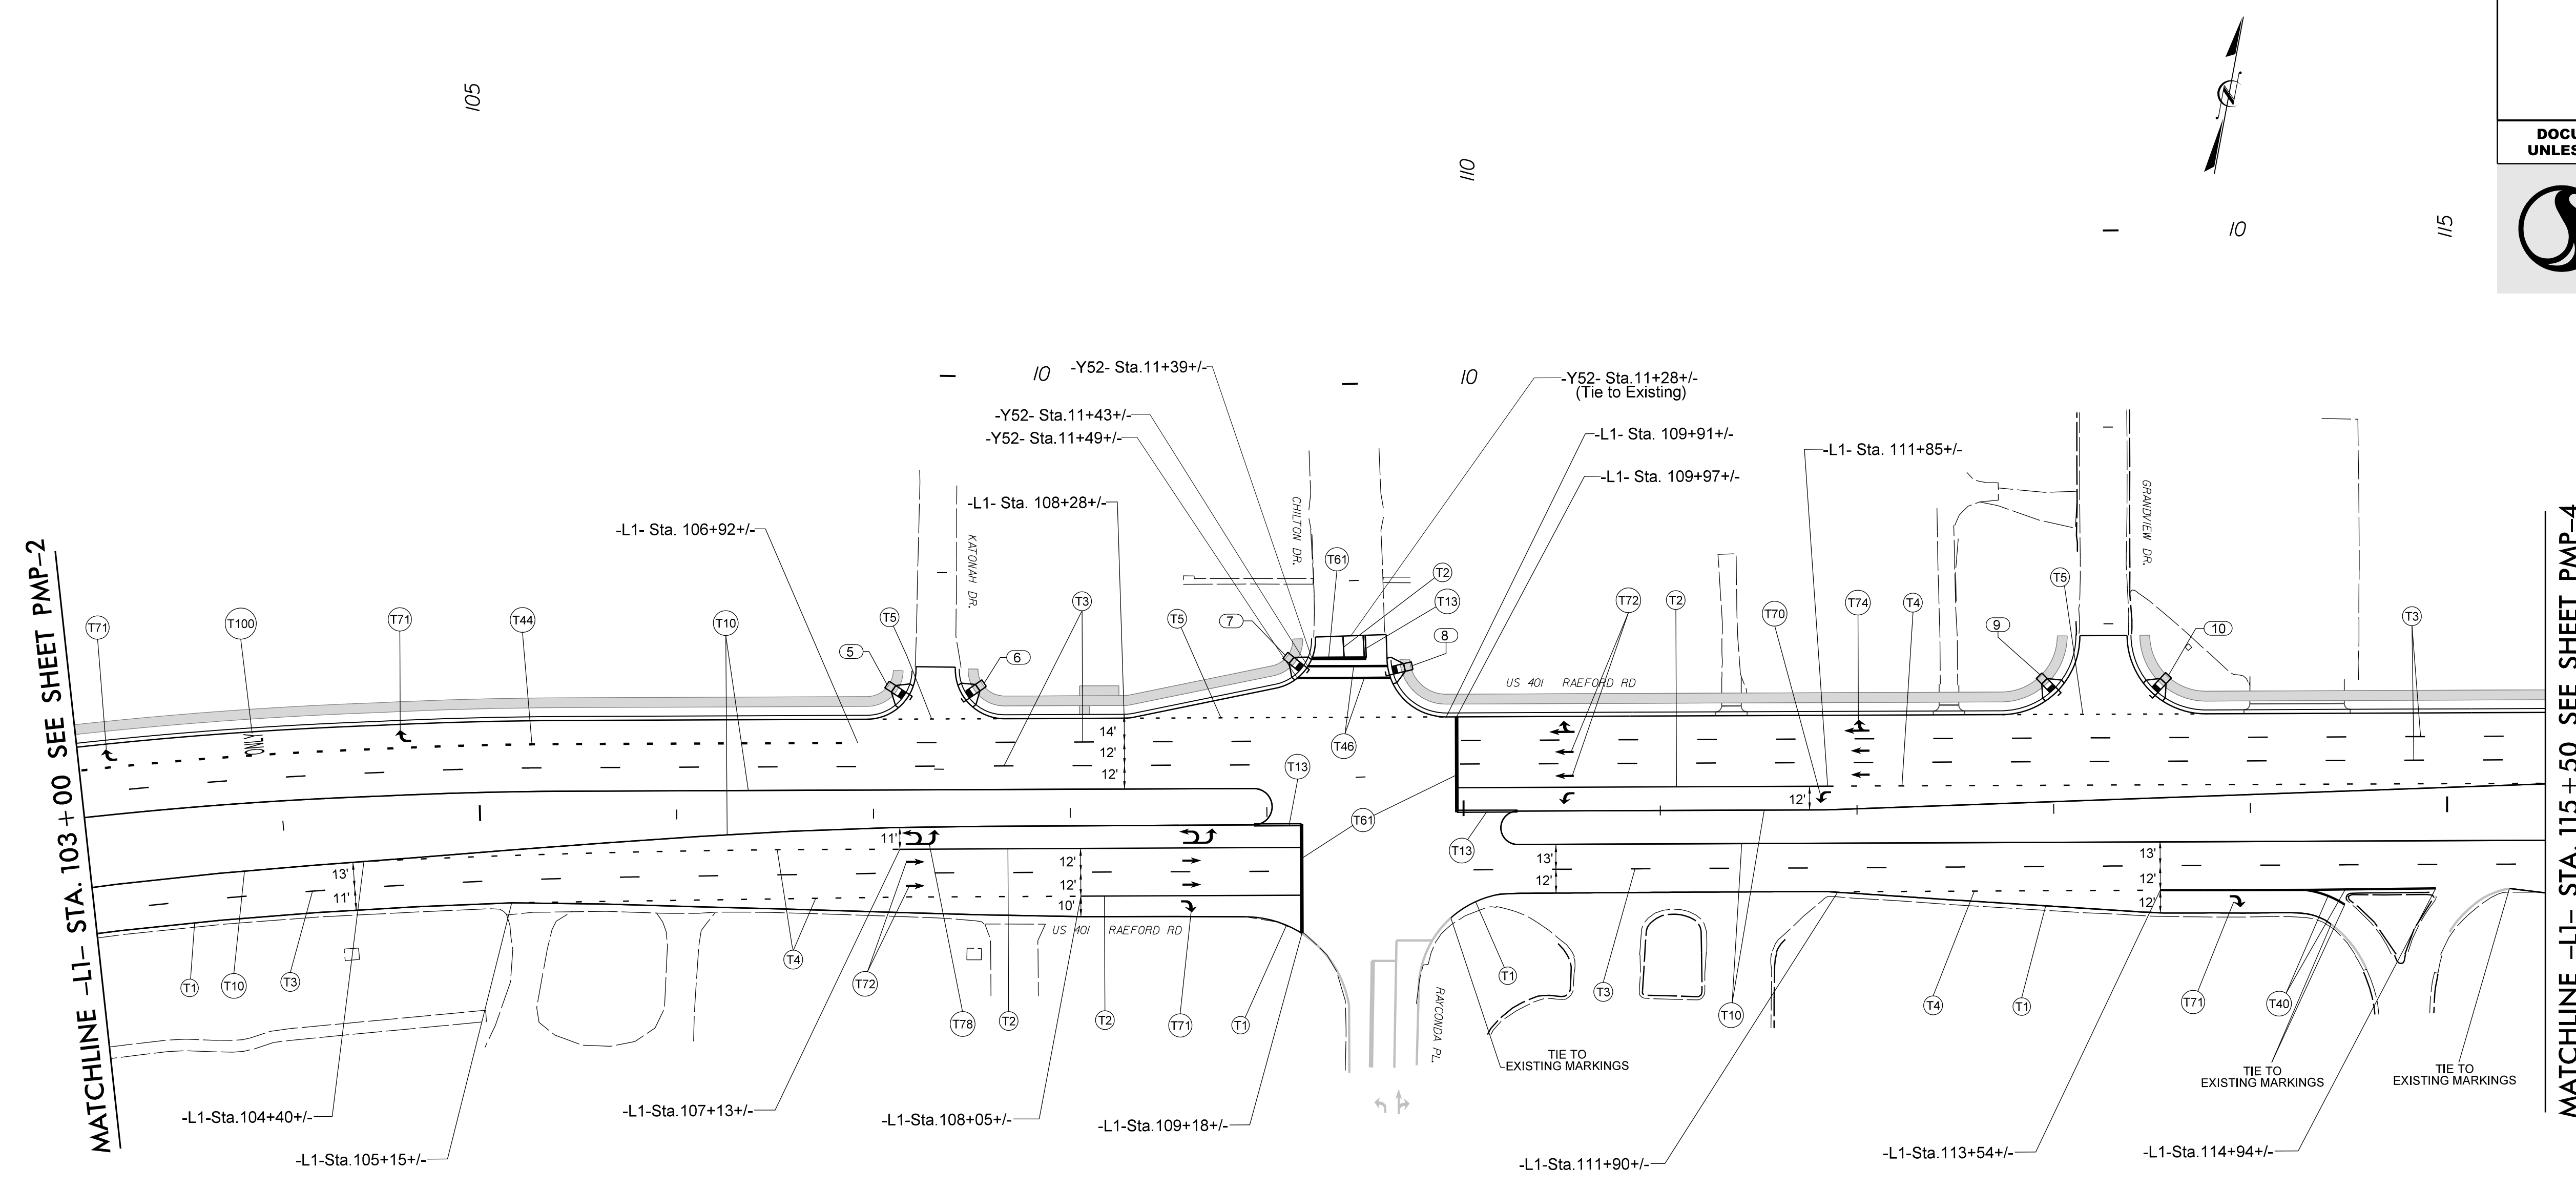 105
110
10
115
DOCU
UNLES
10
-Y52- Sta.11+39+/-
10
-Y52- Sta.11+28+/-
(Tie to Existing)
-Y52- Sta.11+43+/-
-Y52- Sta.11+49+/-
-L1- Sta. 109+91+/-
-L1- Sta. 111+85+/-
-L1- Sta. 109+97+/-
-L1- Sta. 108+28+/-
-L1- Sta. 106+92+/-
KATONAH DR.
CHILTON DR.
GRANDVIEW DR.
MATCHLINE -L1- STA. 103+00 SEE SHEET PMP-2
MATCHLINE -L1- STA. 115+50 SEE SHEET PMP-4
T61
T2
T13
T71
T100
T71
T44
T10
T5
T3
T5
7
8
T72
T2
T70
T74
T4
9
T5
10
T3
5
6
US 401 RAEFORD RD
ONLY
14'
12'
12'
T46
T13
12'
T61
T13
11'
12'
12'
10'
13'
11'
13'
12'
13'
12'
12'
US 401 RAEFORD RD
T1
T10
T3
T4
T72
T78
T2
T2
T71
T1
RAYCONDA PL.
T1
T3
T10
T4
T1
T71
T40
TIE TO
EXISTING MARKINGS
TIE TO
EXISTING MARKINGS
TIE TO
EXISTING MARKINGS
-L1-Sta.104+40+/-
-L1-Sta.105+15+/-
-L1-Sta.107+13+/-
-L1-Sta.108+05+/-
-L1-Sta.109+18+/-
-L1-Sta.111+90+/-
-L1-Sta.113+54+/-
-L1-Sta.114+94+/-